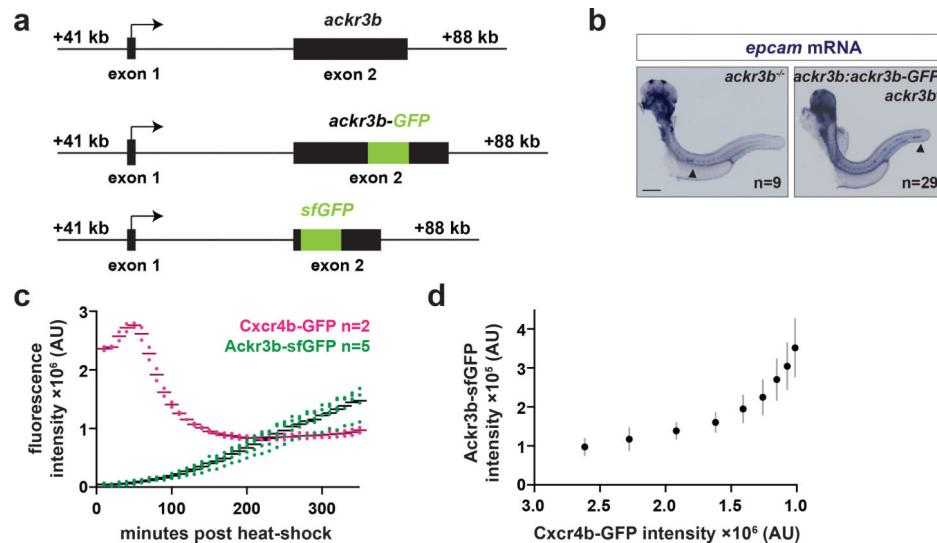 a
ackr3b
+41 kb
+88 kb
exon 1
exon 2
ackr3b-GFP
+41 kb
+88 kb
exon 1
exon 2
sfGFP
+41 kb
+88 kb
exon 1
exon 2
b
epcam mRNA
ackr3b-/-
n=9
ackr3b:ackr3b-GFP
ackr3b
n=29
c
Cxcr4b-GFP n=2
Ackr3b-sfGFP n=5
fluorescence
intensity ×10⁶ (AU)
3
2
1
0
0
100
200
300
minutes post heat-shock
d
Ackr3b-sfGFP
intensity ×10⁵ (AU)
4
3
2
1
0
3.0
2.5
2.0
1.5
1.0
Cxcr4b-GFP intensity ×10⁶ (AU)